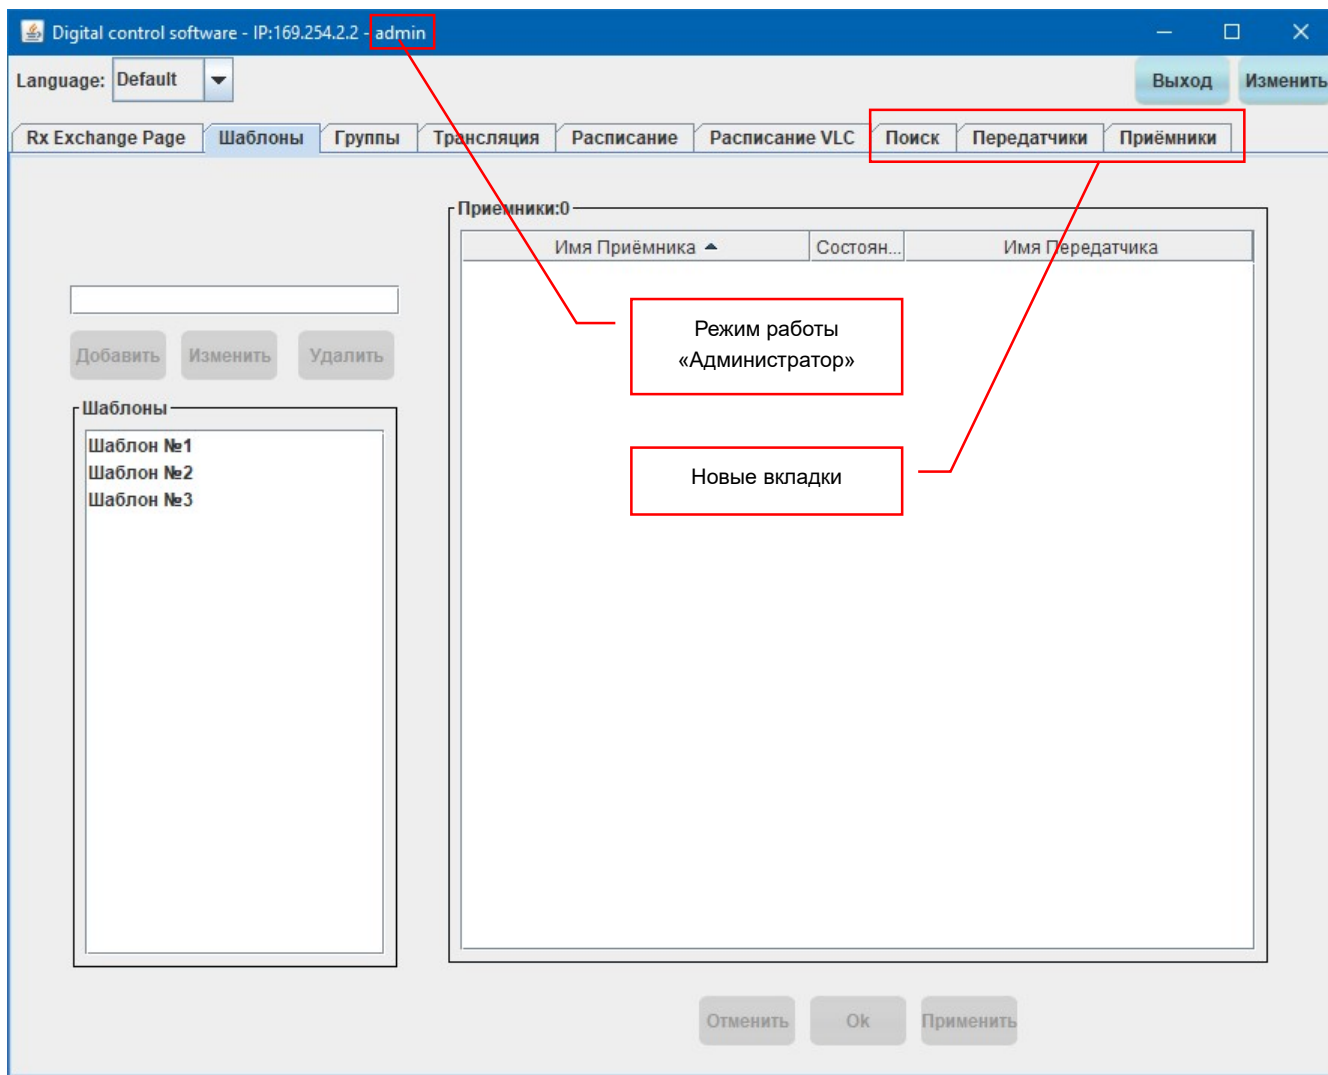 Digital control software - IP:169.254.2.2 - admin
Language: Default
Выход Изменить
Rx Exchange Page Шаблоны Группы Трансляция Расписание Расписание VLC Поиск Передатчики Приёмники
Приемники:0
Имя Приёмника Состоян... Имя Передатчика
Добавить Изменить Удалить
Шаблоны
Шаблон №1
Шаблон №2
Шаблон №3
Режим работы
«Администратор»
Новые вкладки
Отменить Ok Применить